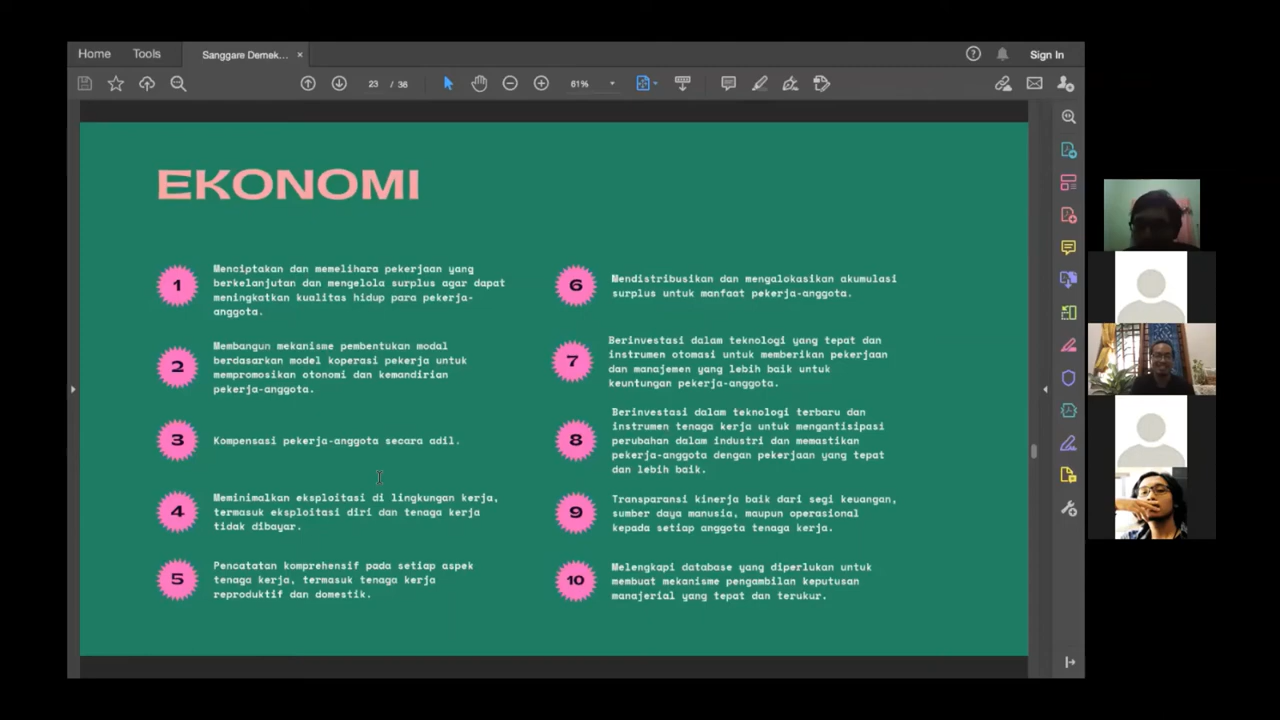 Home
Tools
Sanggare Demek...
Sign In
23 / 36
61%
EKONOMI
1
Menciptakan dan memelihara pekerjaan yang
berkelanjutan dan mengelola surplus agar dapat
meningkatkan kualitas hidup para pekerja-
anggota.
2
Membangun mekanisme pembentukan modal
berdasarkan model koperasi pekerja untuk
mempromosikan otonomi dan kemandirian
pekerja-anggota.
3
Kompensasi pekerja-anggota secara adil.
4
Meminimalkan eksploitasi di lingkungan kerja,
termasuk eksploitasi diri dan tenaga kerja
tidak dibayar.
5
Pencatatan komprehensif pada setiap aspek
tenaga kerja, termasuk tenaga kerja
reproduktif dan domestik.
6
Mendistribusikan dan mengalokasikan akumulasi
surplus untuk manfaat pekerja-anggota.
7
Berinvestasi dalam teknologi yang tepat dan
instrumen otomasi untuk memberikan pekerjaan
dan manajemen yang lebih baik untuk
keuntungan pekerja-anggota.
8
Berinvestasi dalam teknologi terbaru dan
instrumen tenaga kerja untuk mengantisipasi
perubahan dalam industri dan memastikan
pekerja-anggota dengan pekerjaan yang tepat
dan lebih baik.
9
Transparansi kinerja baik dari segi keuangan,
sumber daya manusia, maupun operasional
kepada setiap anggota tenaga kerja.
10
Melengkapi database yang diperlukan untuk
membuat mekanisme pengambilan keputusan
manajerial yang tepat dan terukur.